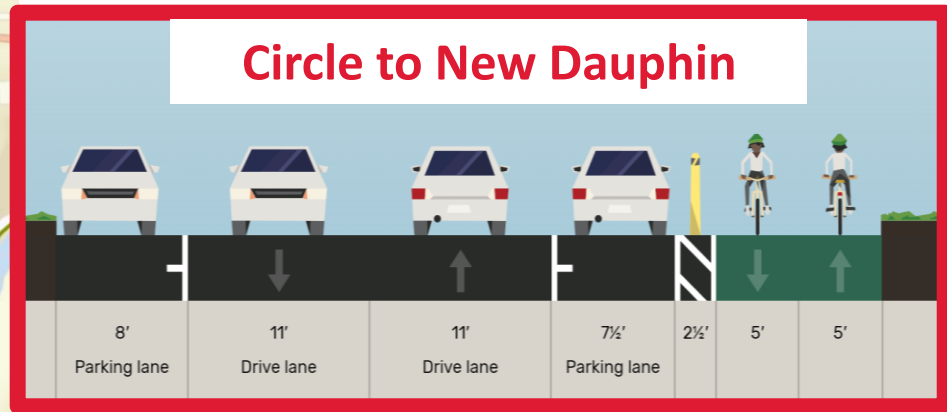 Circle to New Dauphin
8′ 11′ 11′ 7½′ 2½′ 5′ 5′
Parking lane Drive lane Drive lane Parking lane